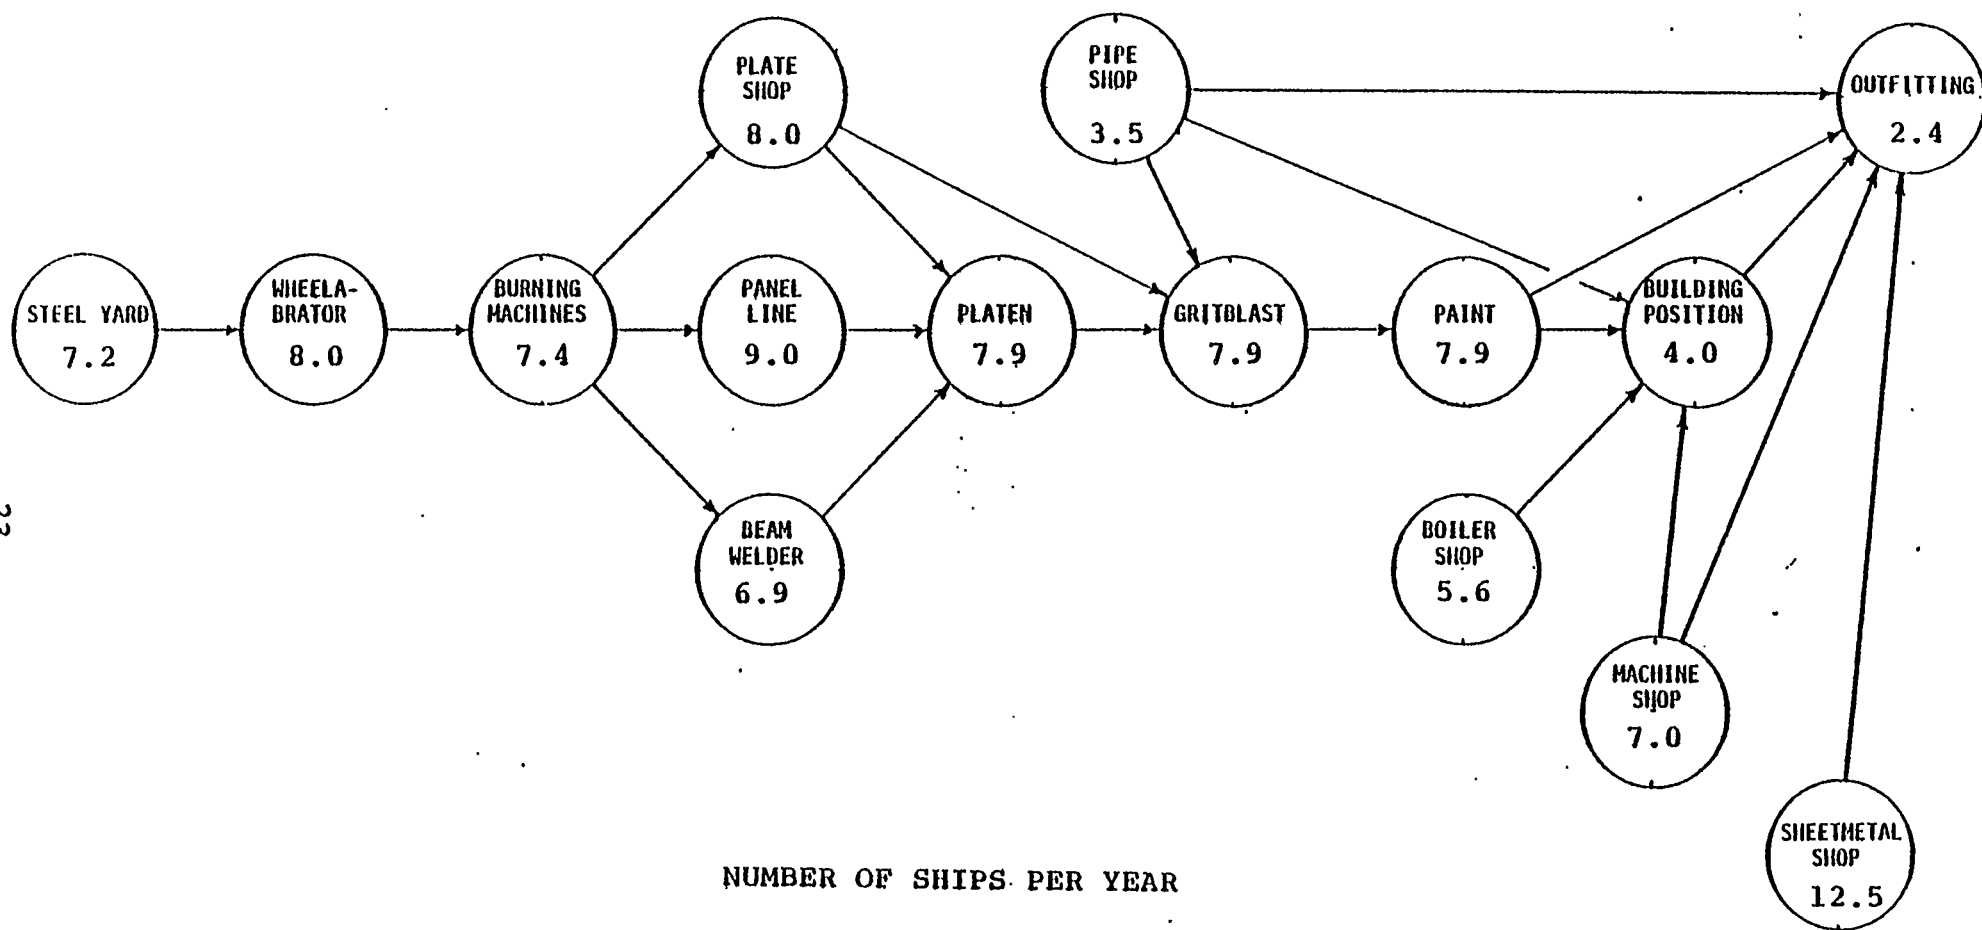 PLATE
SHOP
8.0
PIPE
SHOP
3.5
OUTFITTING
2.4
STEEL YARD
7.2
WHEELA-
BRATOR
8.0
BURNING
MACHINES
7.4
PANEL
LINE
9.0
PLATEN
7.9
GRITBLAST
7.9
PAINT
7.9
BUILDING
POSITION
4.0
BEAM
WELDER
6.9
BOILER
SHOP
5.6
MACHINE
SHOP
7.0
SHEETMETAL
SHOP
12.5
NUMBER OF SHIPS PER YEAR